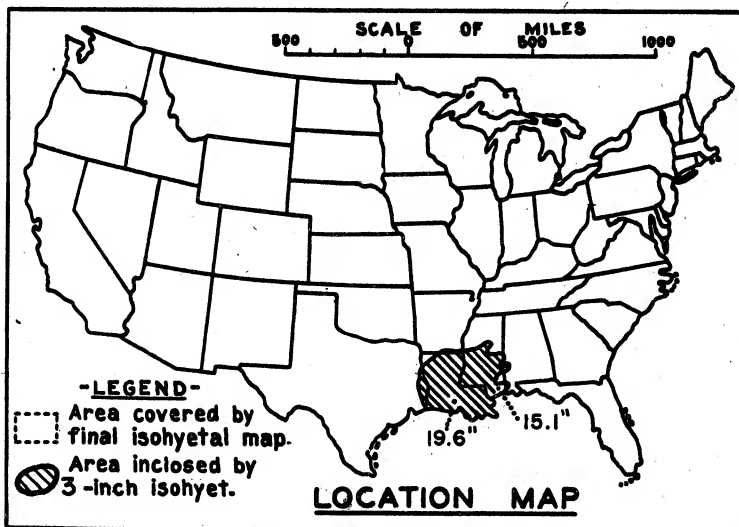 SCALE OF MILES
500 0 500 1000
-LEGEND-
Area covered by
final isohyetal map.
Area inclosed by
3-inch isohyet.
19.6"
15.1"
LOCATION MAP